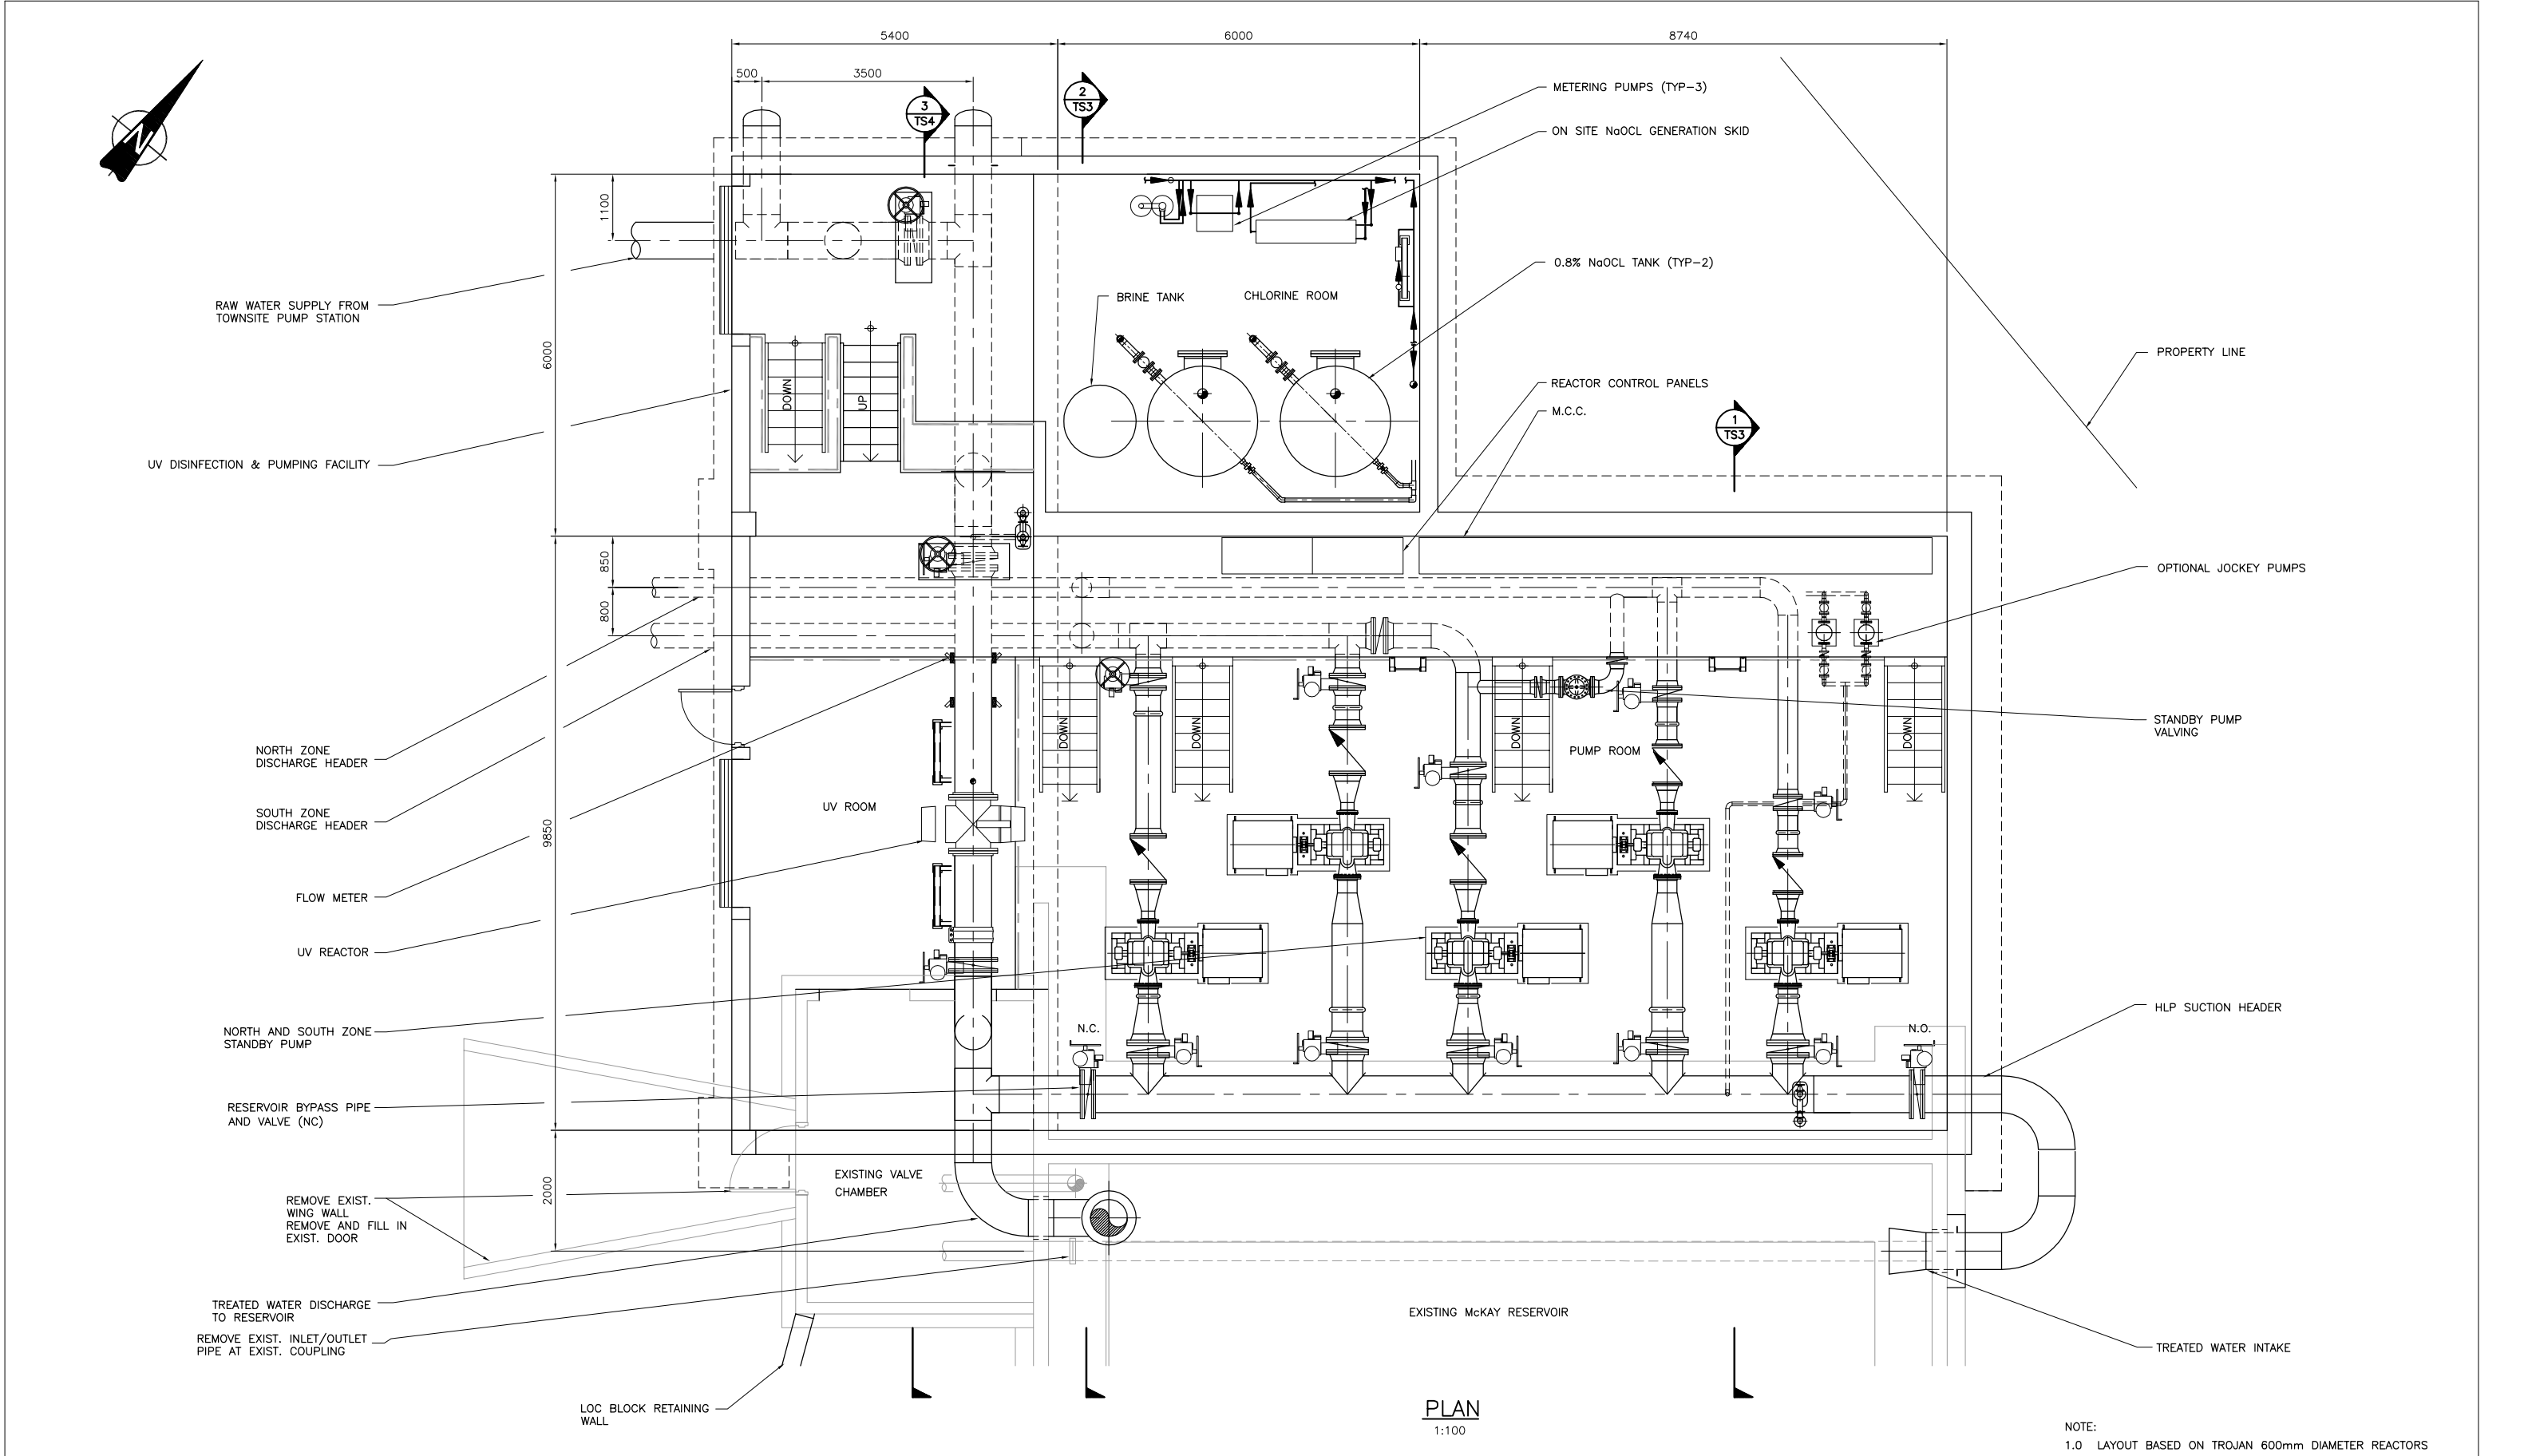 5400
6000
8740
500
3500
3
TS4
2
TS3
METERING PUMPS (TYP-3)
ON SITE NaOCL GENERATION SKID
N
1100
0.8% NaOCL TANK (TYP-2)
BRINE TANK
CHLORINE ROOM
RAW WATER SUPPLY FROM
TOWNSITE PUMP STATION
6000
PROPERTY LINE
DOWN
UP
REACTOR CONTROL PANELS
M.C.C.
1
TS3
UV DISINFECTION & PUMPING FACILITY
850
800
OPTIONAL JOCKEY PUMPS
DOWN
DOWN
DOWN
DOWN
STANDBY PUMP
VALVING
NORTH ZONE
DISCHARGE HEADER
PUMP ROOM
UV ROOM
SOUTH ZONE
DISCHARGE HEADER
9850
FLOW METER
UV REACTOR
NORTH AND SOUTH ZONE
STANDBY PUMP
N.C.
N.O.
HLP SUCTION HEADER
RESERVOIR BYPASS PIPE
AND VALVE (NC)
EXISTING VALVE
CHAMBER
2000
REMOVE EXIST.
WING WALL
REMOVE AND FILL IN
EXIST. DOOR
TREATED WATER DISCHARGE
TO RESERVOIR
EXISTING McKAY RESERVOIR
REMOVE EXIST. INLET/OUTLET
PIPE AT EXIST. COUPLING
TREATED WATER INTAKE
LOC BLOCK RETAINING
WALL
PLAN
1:100
NOTE:
1.0 LAYOUT BASED ON TROJAN 600mm DIAMETER REACTORS